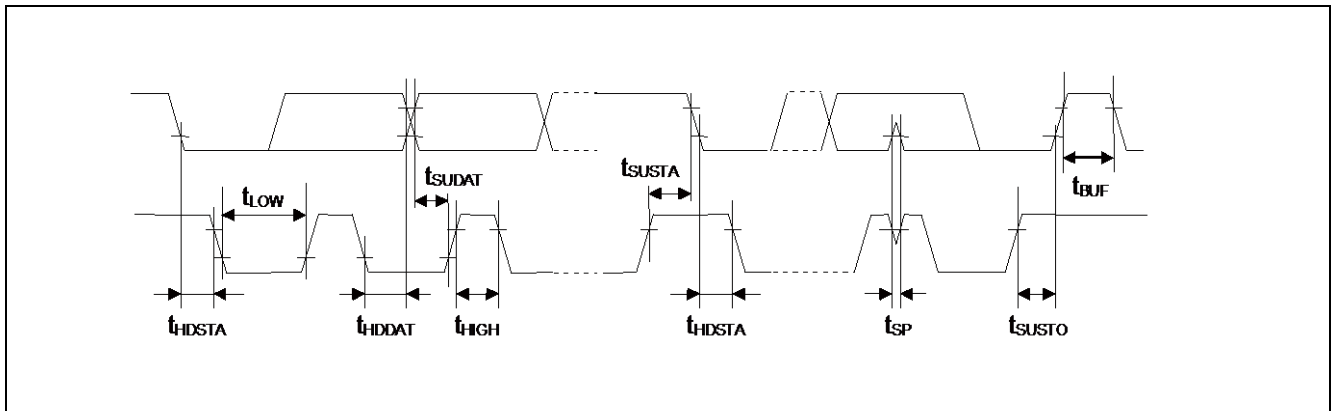 tSUDAT
tSUSTA
tLOW
tBUF
tHDSTA
tHDDAT
tHIGH
tHDSTA
tSP
tSUSTO